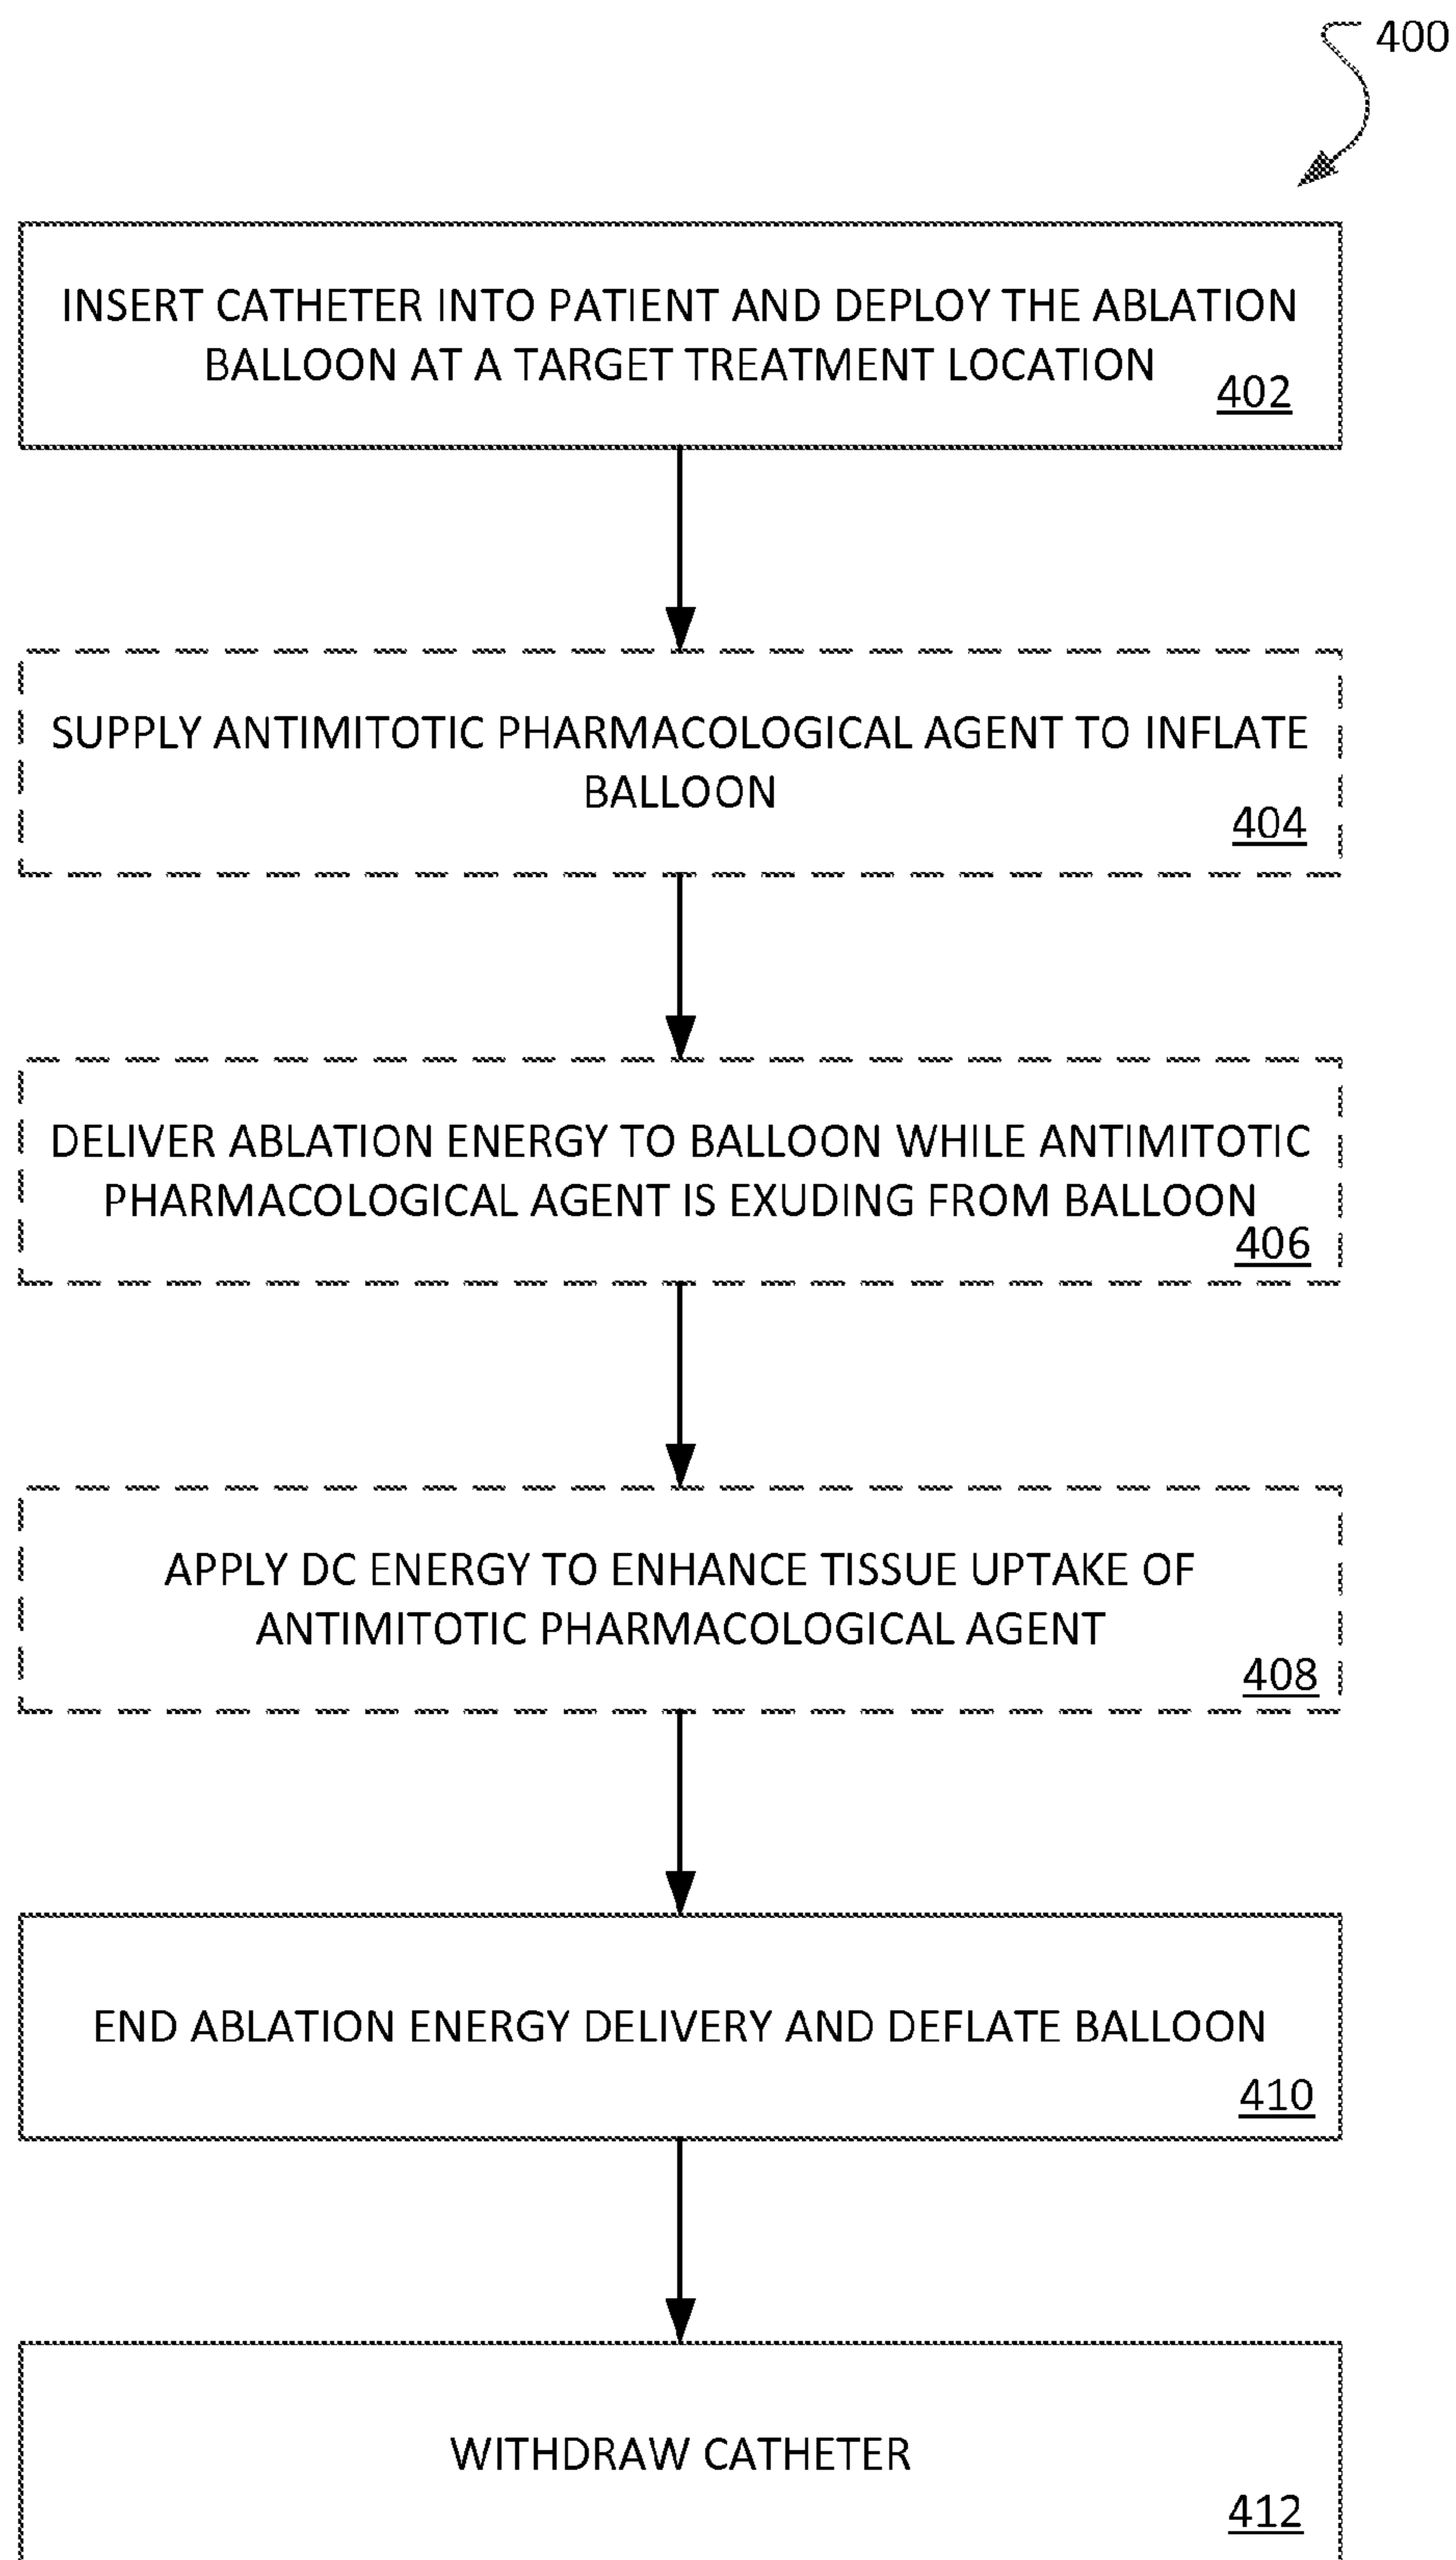 400
INSERT CATHETER INTO PATIENT AND DEPLOY THE ABLATION
BALLOON AT A TARGET TREATMENT LOCATION
402
SUPPLY ANTIMITOTIC PHARMACOLOGICAL AGENT TO INFLATE
BALLOON
404
DELIVER ABLATION ENERGY TO BALLOON WHILE ANTIMITOTIC
PHARMACOLOGICAL AGENT IS EXUDING FROM BALLOON
406
APPLY DC ENERGY TO ENHANCE TISSUE UPTAKE OF
ANTIMITOTIC PHARMACOLOGICAL AGENT
408
END ABLATION ENERGY DELIVERY AND DEFLATE BALLOON
410
WITHDRAW CATHETER
412